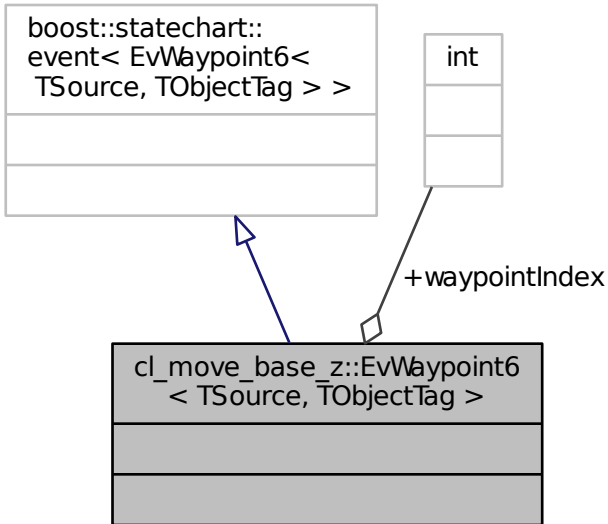 boost::statechart::
event< EvWaypoint6<
TSource, TObjectTag > >
int
+waypointIndex
cl_move_base_z::EvWaypoint6
< TSource, TObjectTag >